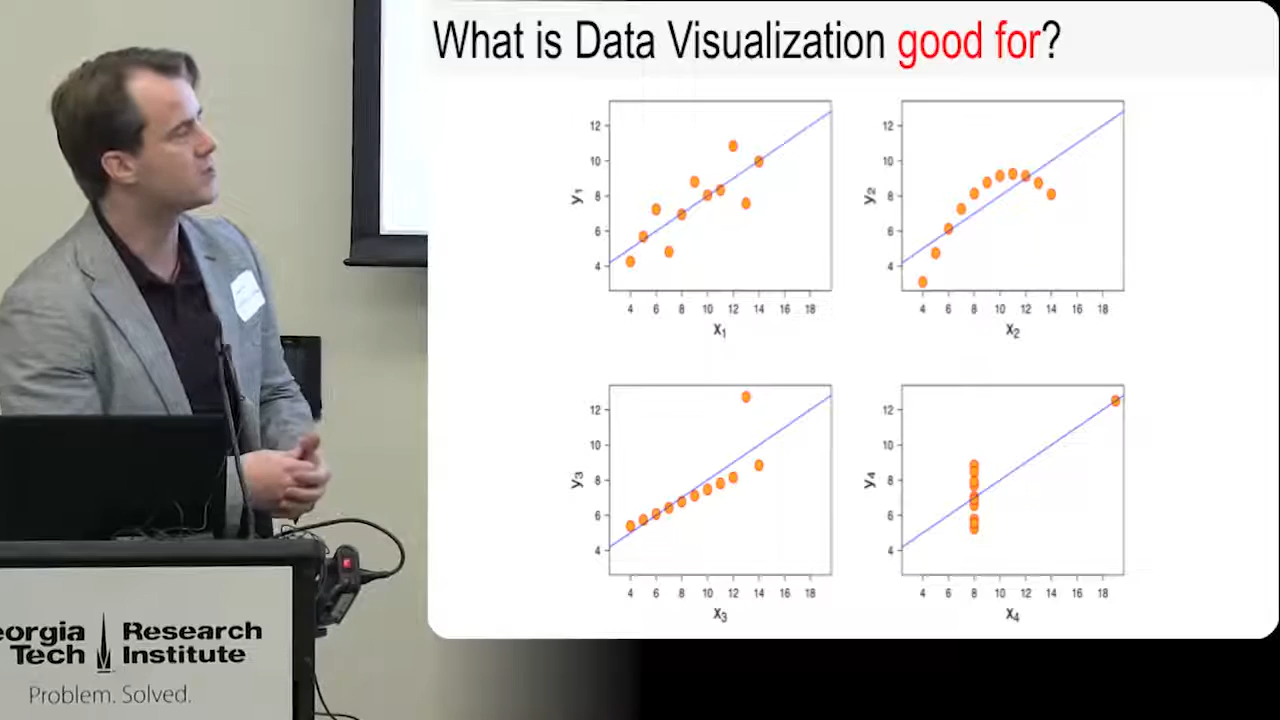 What is Data Visualization good for?
12
10
8
6
4
y1
4 6 8 10 12 14 16 18
x1
12
10
8
6
4
y2
4 6 8 10 12 14 16 18
x2
12
10
8
6
4
y3
4 6 8 10 12 14 16 18
x3
12
10
8
6
4
y4
4 6 8 10 12 14 16 18
x4
eorgia Research
Tech Institute
Problem. Solved.